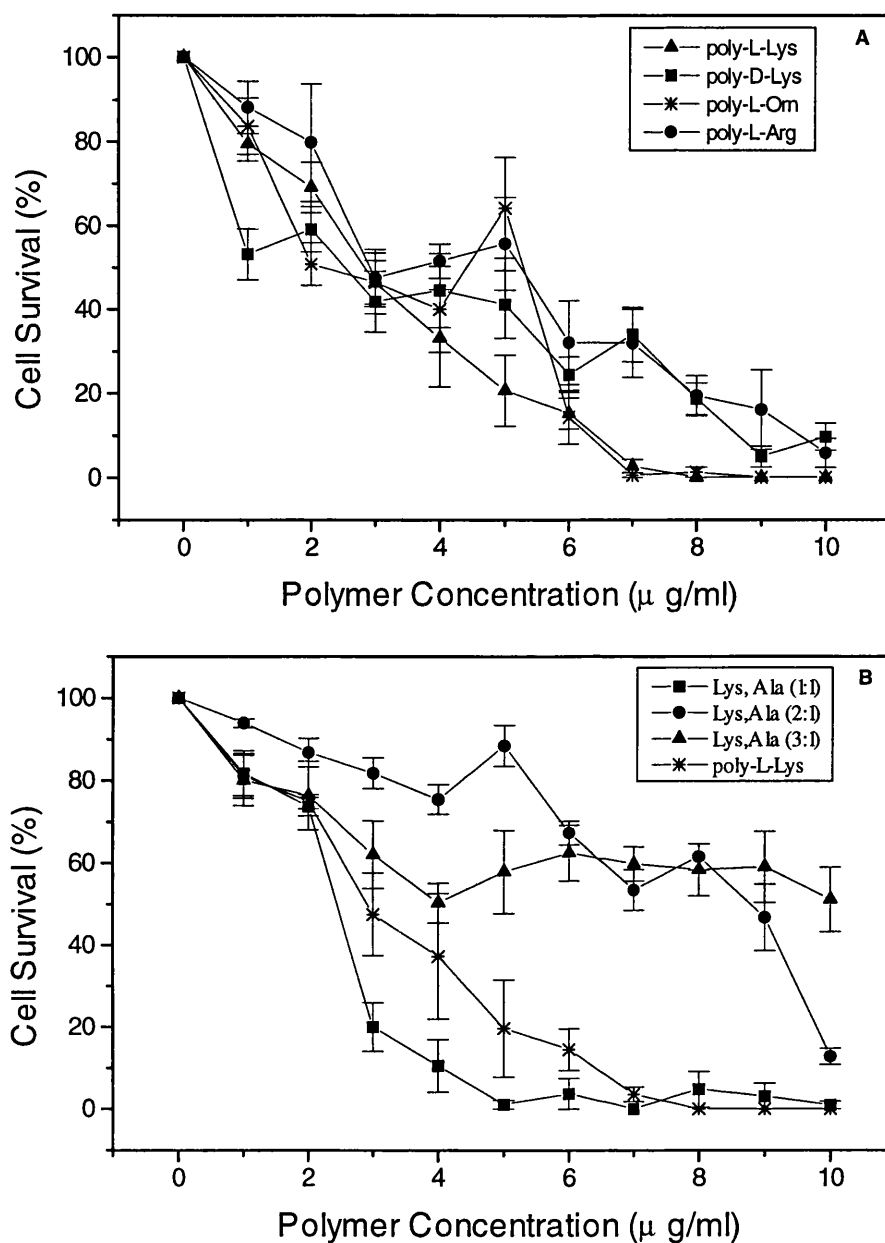 A
poly-L-Lys
poly-D-Lys
poly-L-Orn
poly-L-Arg
100
80
60
40
20
0
Cell Survival (%)
0 2 4 6 8 10
Polymer Concentration (μ g/ml)
B
Lys, Ala (1:1)
Lys,Ala (2:1)
Lys,Ala (3:1)
poly-L-Lys
100
80
60
40
20
0
Cell Survival (%)
0 2 4 6 8 10
Polymer Concentration (μ g/ml)